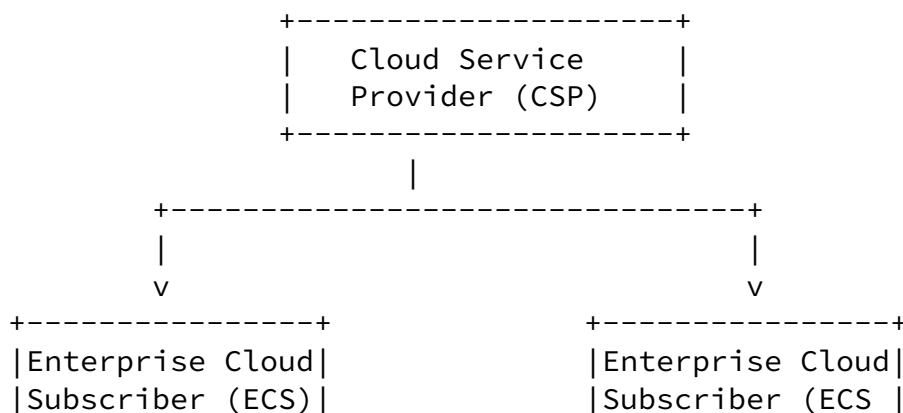 +---------------------+
|   Cloud Service     |
|   Provider (CSP)    |
+---------------------+
|
+--------------------------------+
|                                |
v                                v
+----------------+              +----------------+
|Enterprise Cloud|              |Enterprise Cloud|
|Subscriber (ECS)|              |Subscriber (ECS |